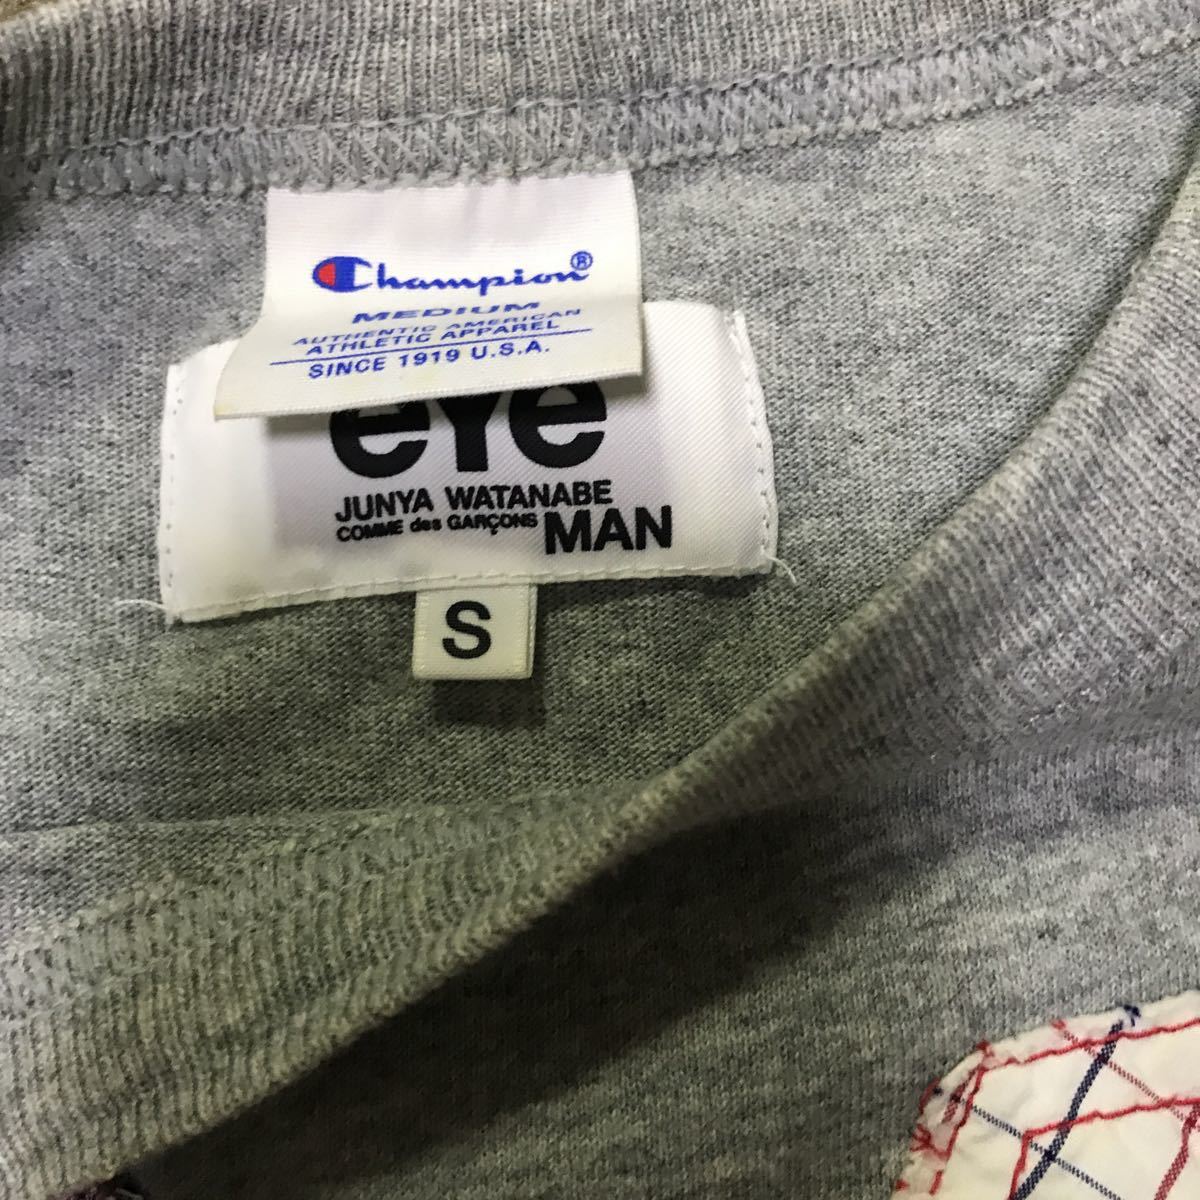 Champion®
MEDIUM
AUTHENTIC AMERICAN
ATHLETIC APPAREL
SINCE 1919 U.S.A.
eYe
JUNYA WATANABE
COMME des GARÇONS MAN
S